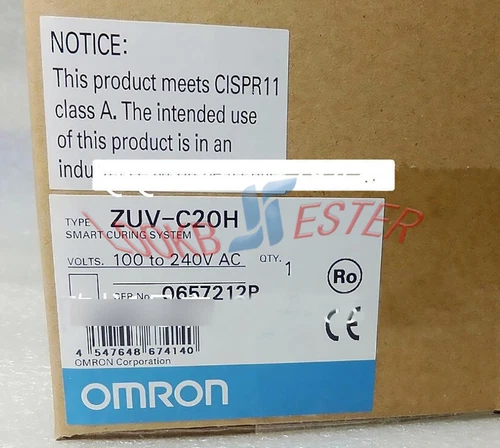 NOTICE:
This product meets CISPR11
class A. The intended use
of this product is in an
TYPE ZUV-C20H
SMART CURING SYSTEM
VOLTS. 100 to 240V AC QTY. 1
Ro
No. 0657212P
CE
4 547648 674140
OMRON Corporation
OMRON
ESTER